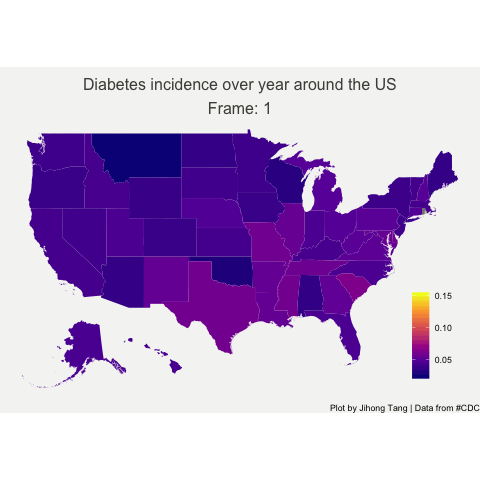 Diabetes incidence over year around the US
Frame: 1
0.15
0.10
0.05
Plot by Jihong Tang | Data from #CDC